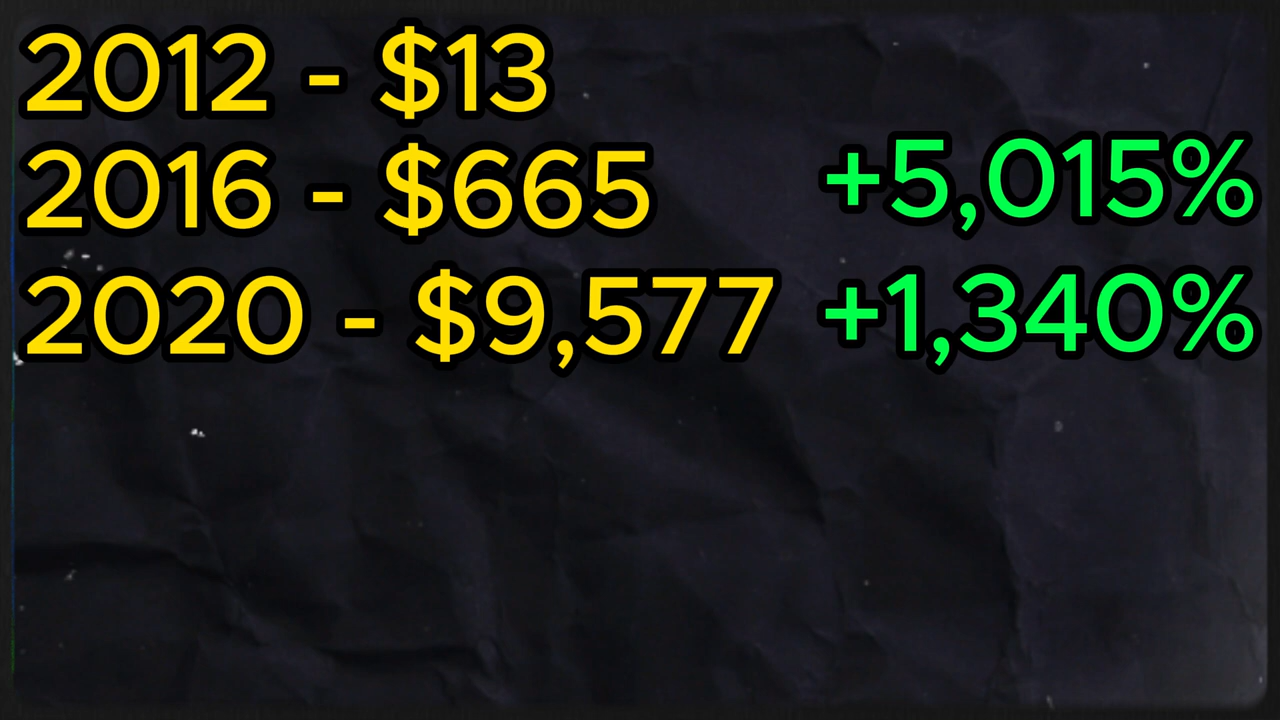 2012 - $13
2016 - $665 +5,015%
2020 - $9,577 +1,340%